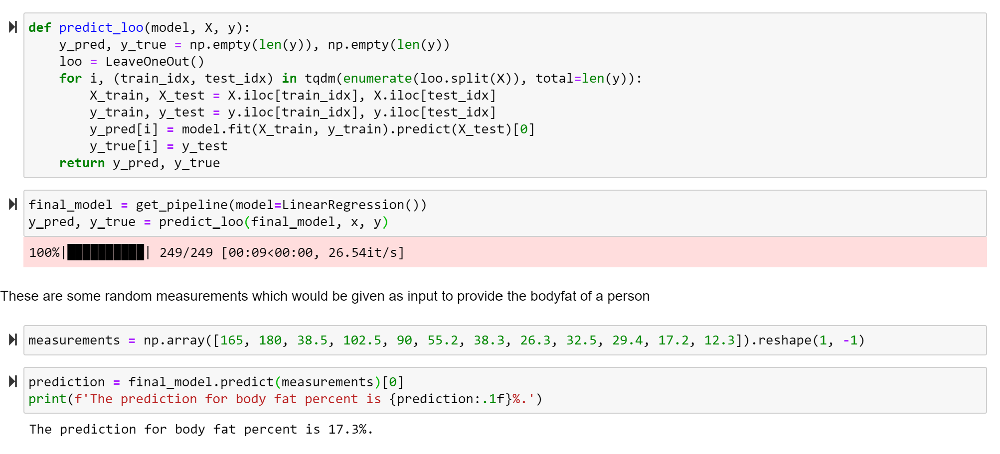 def predict_loo(model, X, y):
    y_pred, y_true = np.empty(len(y)), np.empty(len(y))
    loo = LeaveOneOut()
    for i, (train_idx, test_idx) in tqdm(enumerate(loo.split(X)), total=len(y)):
        X_train, X_test = X.iloc[train_idx], X.iloc[test_idx]
        y_train, y_test = y.iloc[train_idx], y.iloc[test_idx]
        y_pred[i] = model.fit(X_train, y_train).predict(X_test)[0]
        y_true[i] = y_test
    return y_pred, y_true
final_model = get_pipeline(model=LinearRegression())
y_pred, y_true = predict_loo(final_model, x, y)
100%|██████████| 249/249 [00:09<00:00, 26.54it/s]
These are some random measurements which would be given as input to provide the bodyfat of a person
measurements = np.array([165, 180, 38.5, 102.5, 90, 55.2, 38.3, 26.3, 32.5, 29.4, 17.2, 12.3]).reshape(1, -1)
prediction = final_model.predict(measurements)[0]
print(f'The prediction for body fat percent is {prediction:.1f}%.')
The prediction for body fat percent is 17.3%.